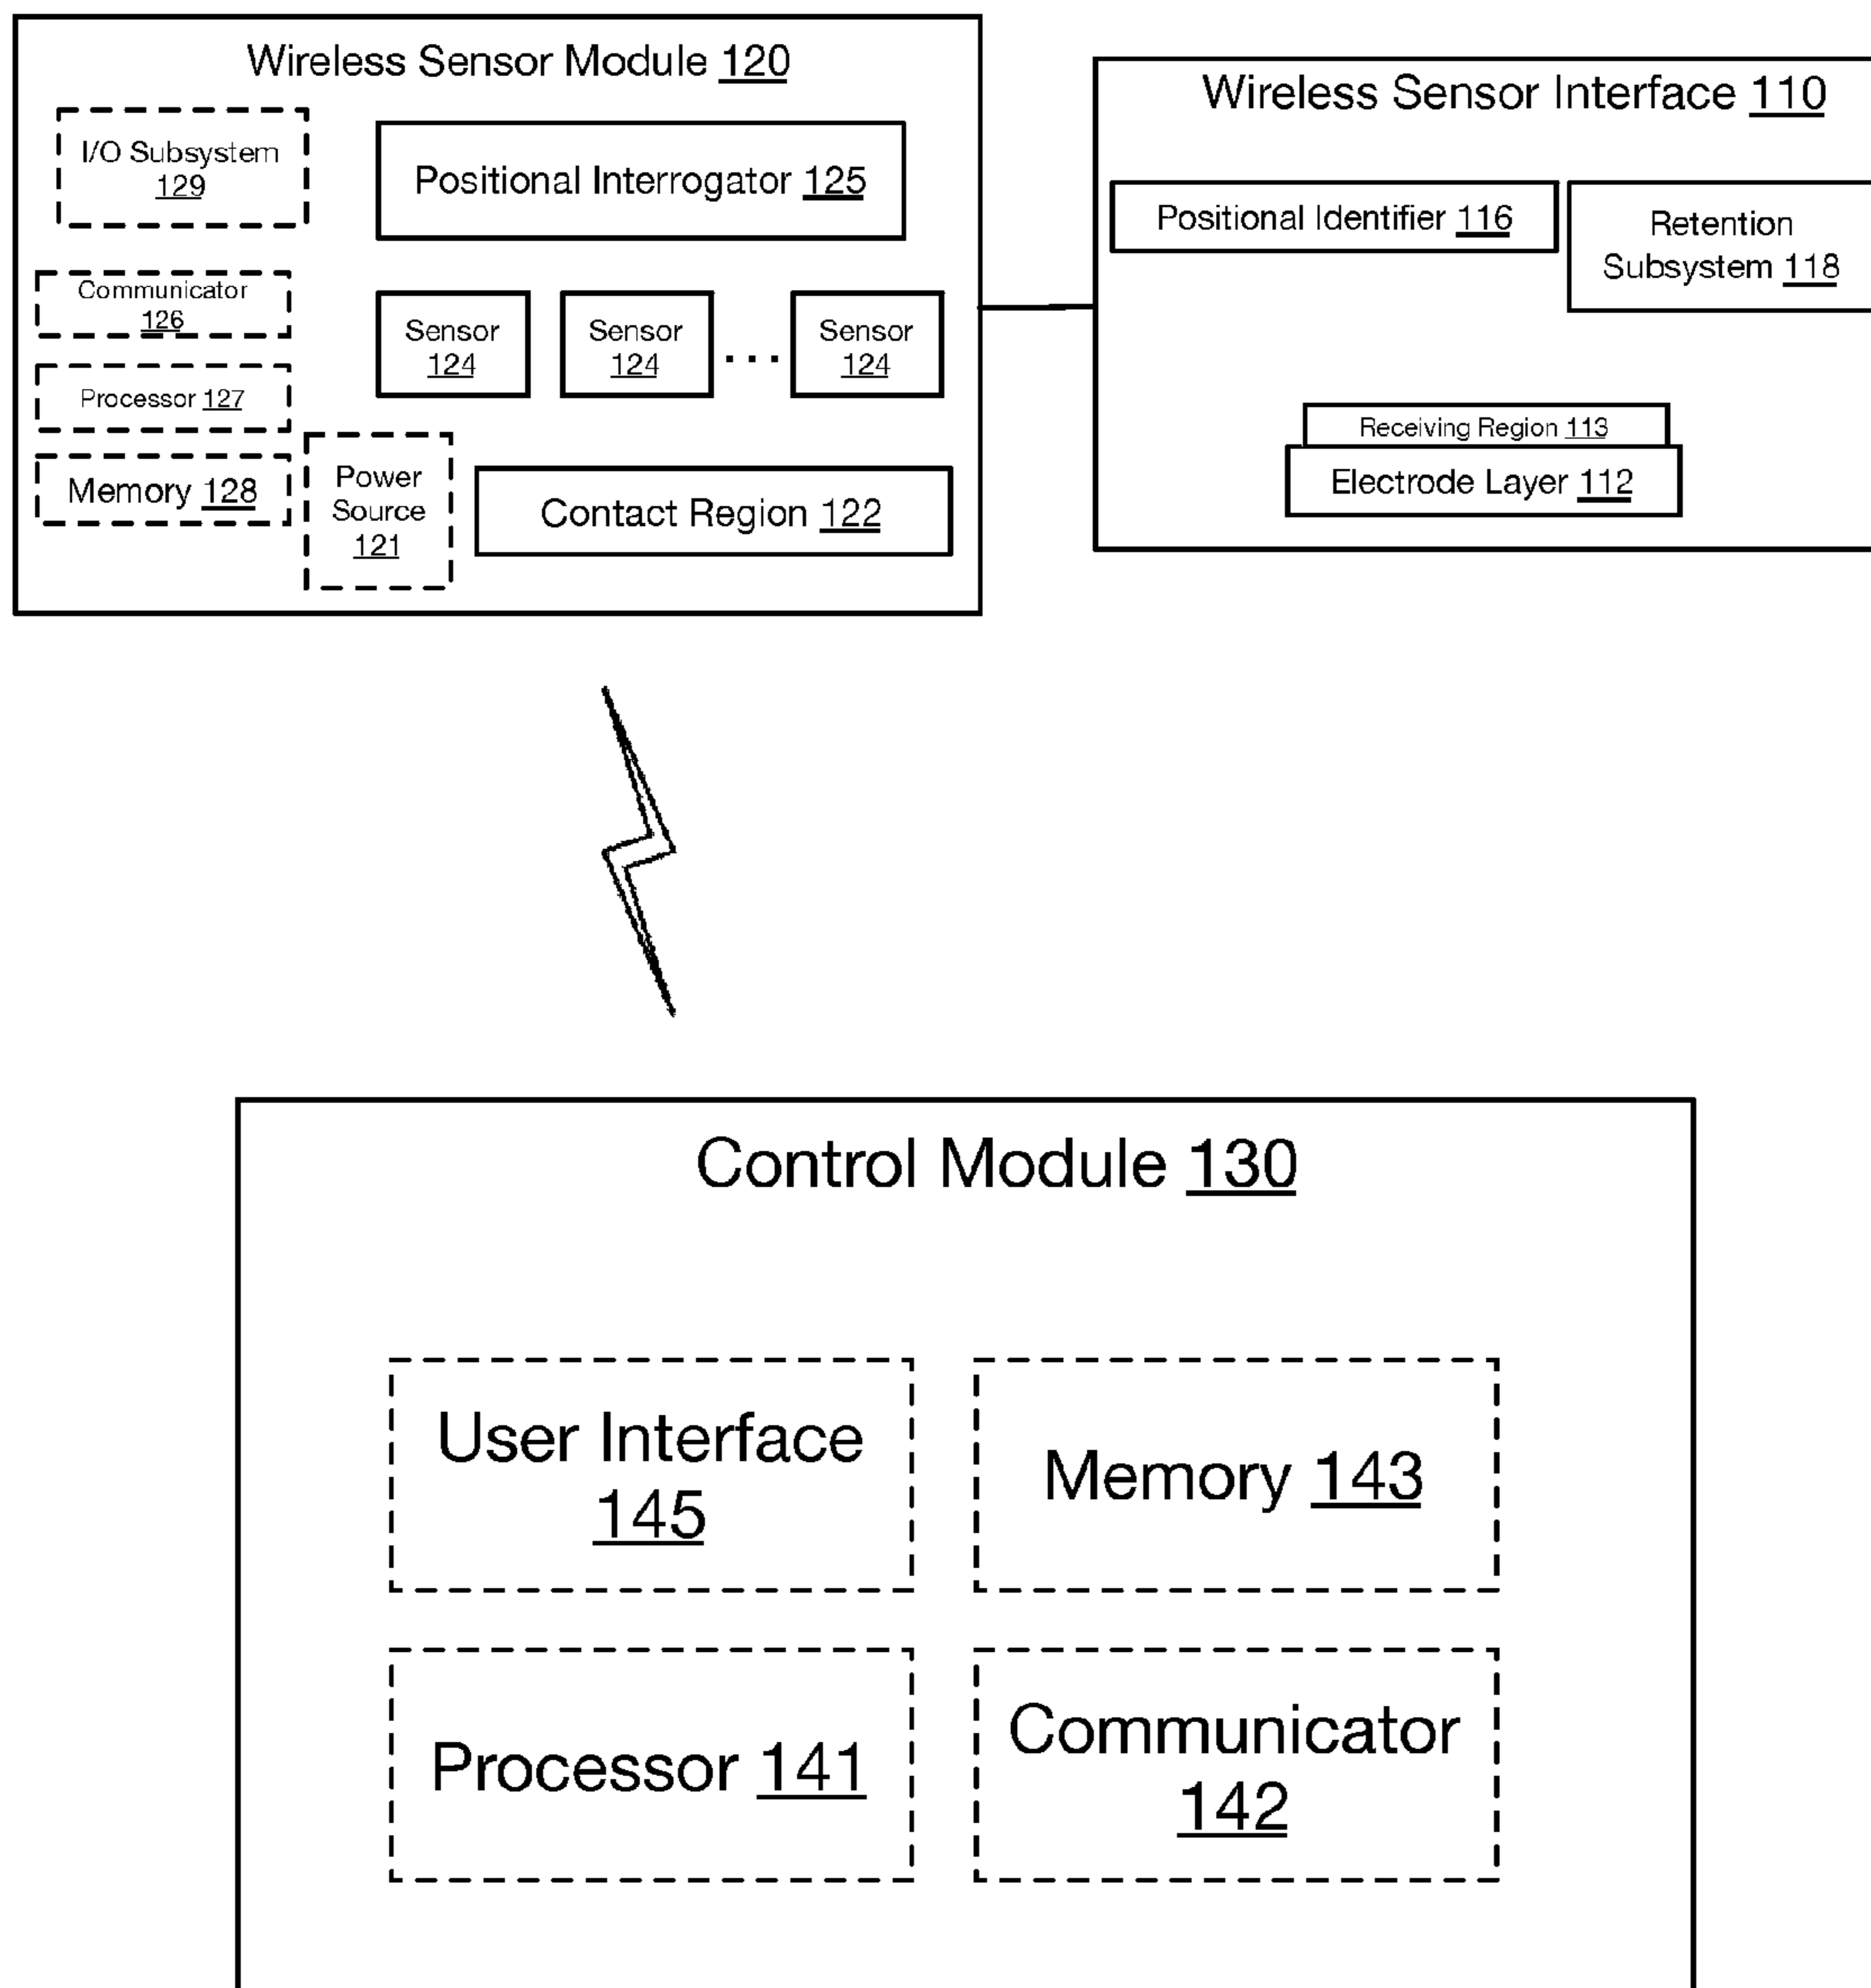 Wireless Sensor Module 120
I/O Subsystem
129
Positional Interrogator 125
Communicator
126
Sensor
124
Sensor
124
...
Sensor
124
Processor 127
Memory 128
Power
Source
121
Contact Region 122
Wireless Sensor Interface 110
Positional Identifier 116
Retention
Subsystem 118
Receiving Region 113
Electrode Layer 112
Control Module 130
User Interface
145
Memory 143
Processor 141
Communicator
142